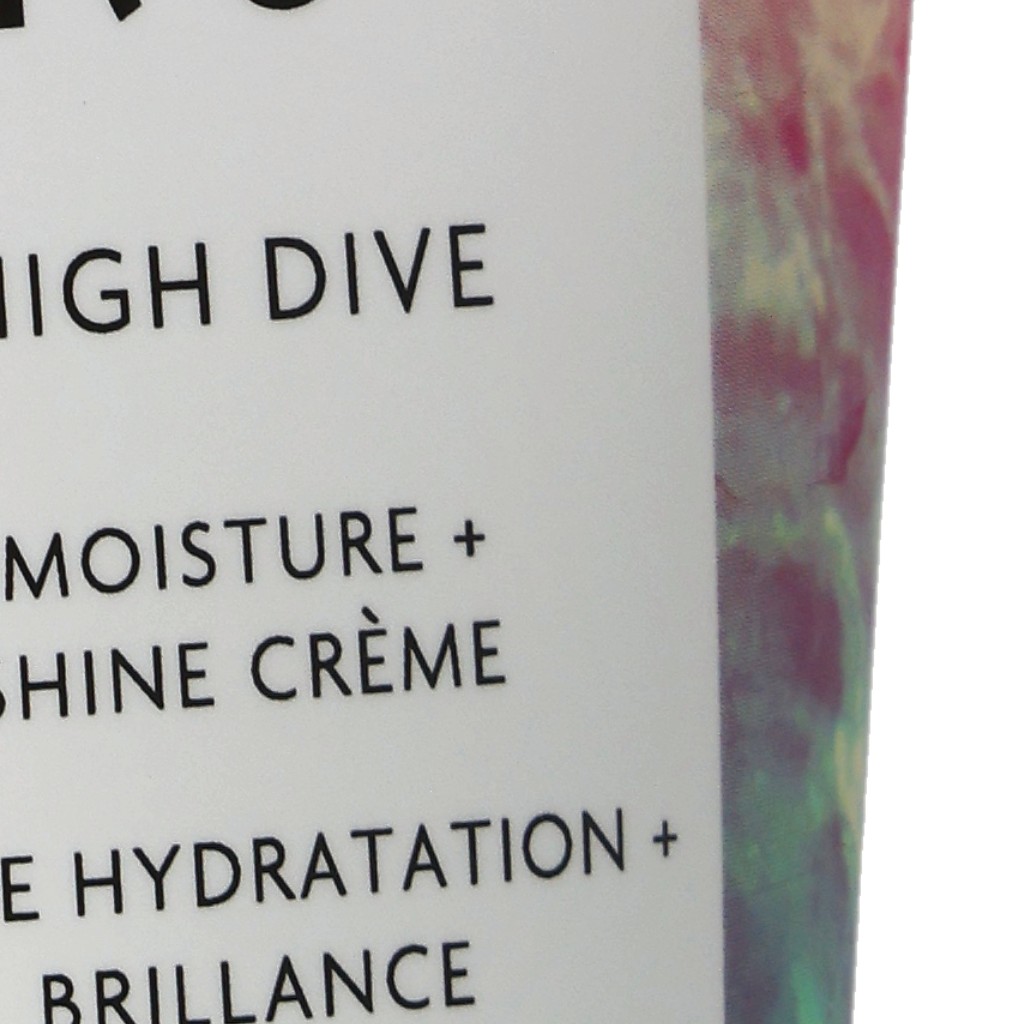 HIGH DIVE
MOISTURE +
SHINE CRÈME
E HYDRATATION +
BRILLANCE